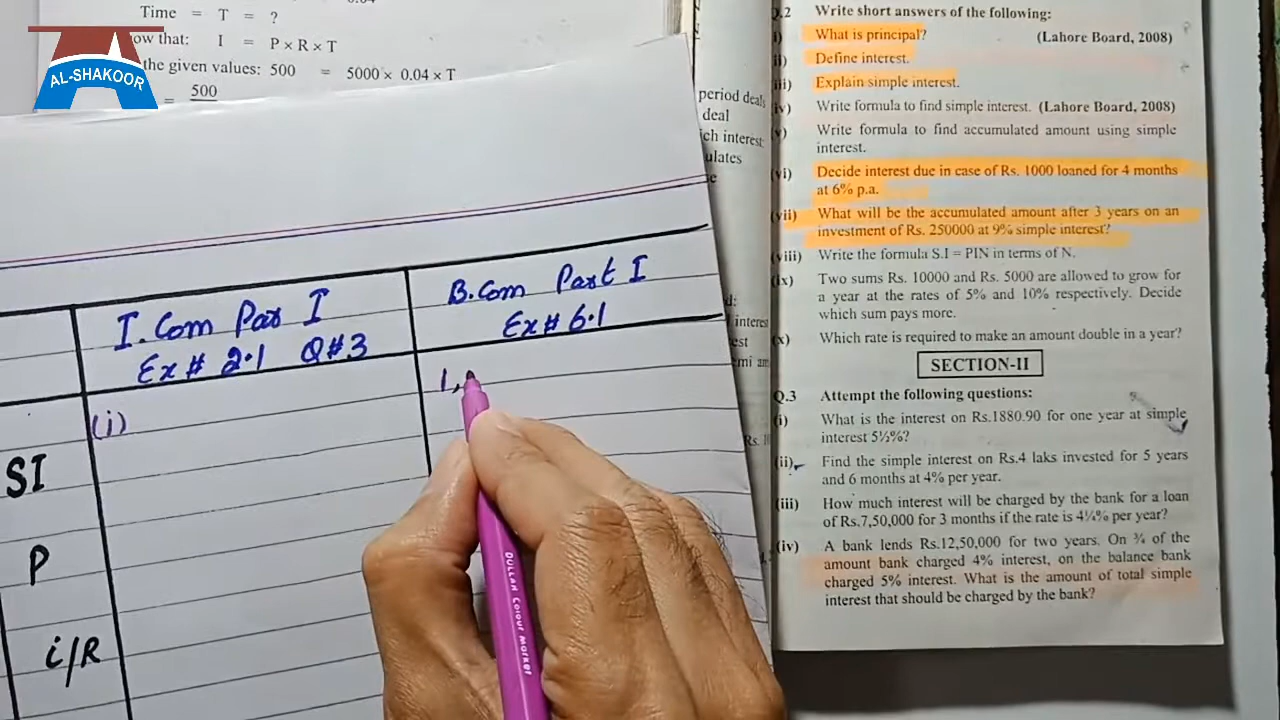 Time = T = ?
ow that: I = P × R × T
the given values: 500 = 5000 × 0.04 × T
= 500
AL-SHAKOOR
period deals
deal
ich interest
ulates
I. Com Par I
Ex# 2.1 Q#3
B.Com Part I
Ex# 6.1
(i)
1,
SI
P
i/R
DOLLAR Colour Marker
Q.2 Write short answers of the following:
i) What is principal? (Lahore Board, 2008)
ii) Define interest.
iii) Explain simple interest.
iv) Write formula to find simple interest. (Lahore Board, 2008)
(v) Write formula to find accumulated amount using simple
interest.
(vi) Decide interest due in case of Rs. 1000 loaned for 4 months
at 6% p.a.
(vii) What will be the accumulated amount after 3 years on an
investment of Rs. 250000 at 9% simple interest?
(viii) Write the formula S.I = PIN in terms of N.
(ix) Two sums Rs. 10000 and Rs. 5000 are allowed to grow for
a year at the rates of 5% and 10% respectively. Decide
which sum pays more.
(x) Which rate is required to make an amount double in a year?
SECTION-II
Q.3 Attempt the following questions:
(i) What is the interest on Rs.1880.90 for one year at simple
interest 5½%?
(ii) Find the simple interest on Rs.4 laks invested for 5 years
and 6 months at 4% per year.
(iii) How much interest will be charged by the bank for a loan
of Rs.7,50,000 for 3 months if the rate is 4¼% per year?
(iv) A bank lends Rs.12,50,000 for two years. On ¾ of the
amount bank charged 4% interest, on the balance bank
charged 5% interest. What is the amount of total simple
interest that should be charged by the bank?